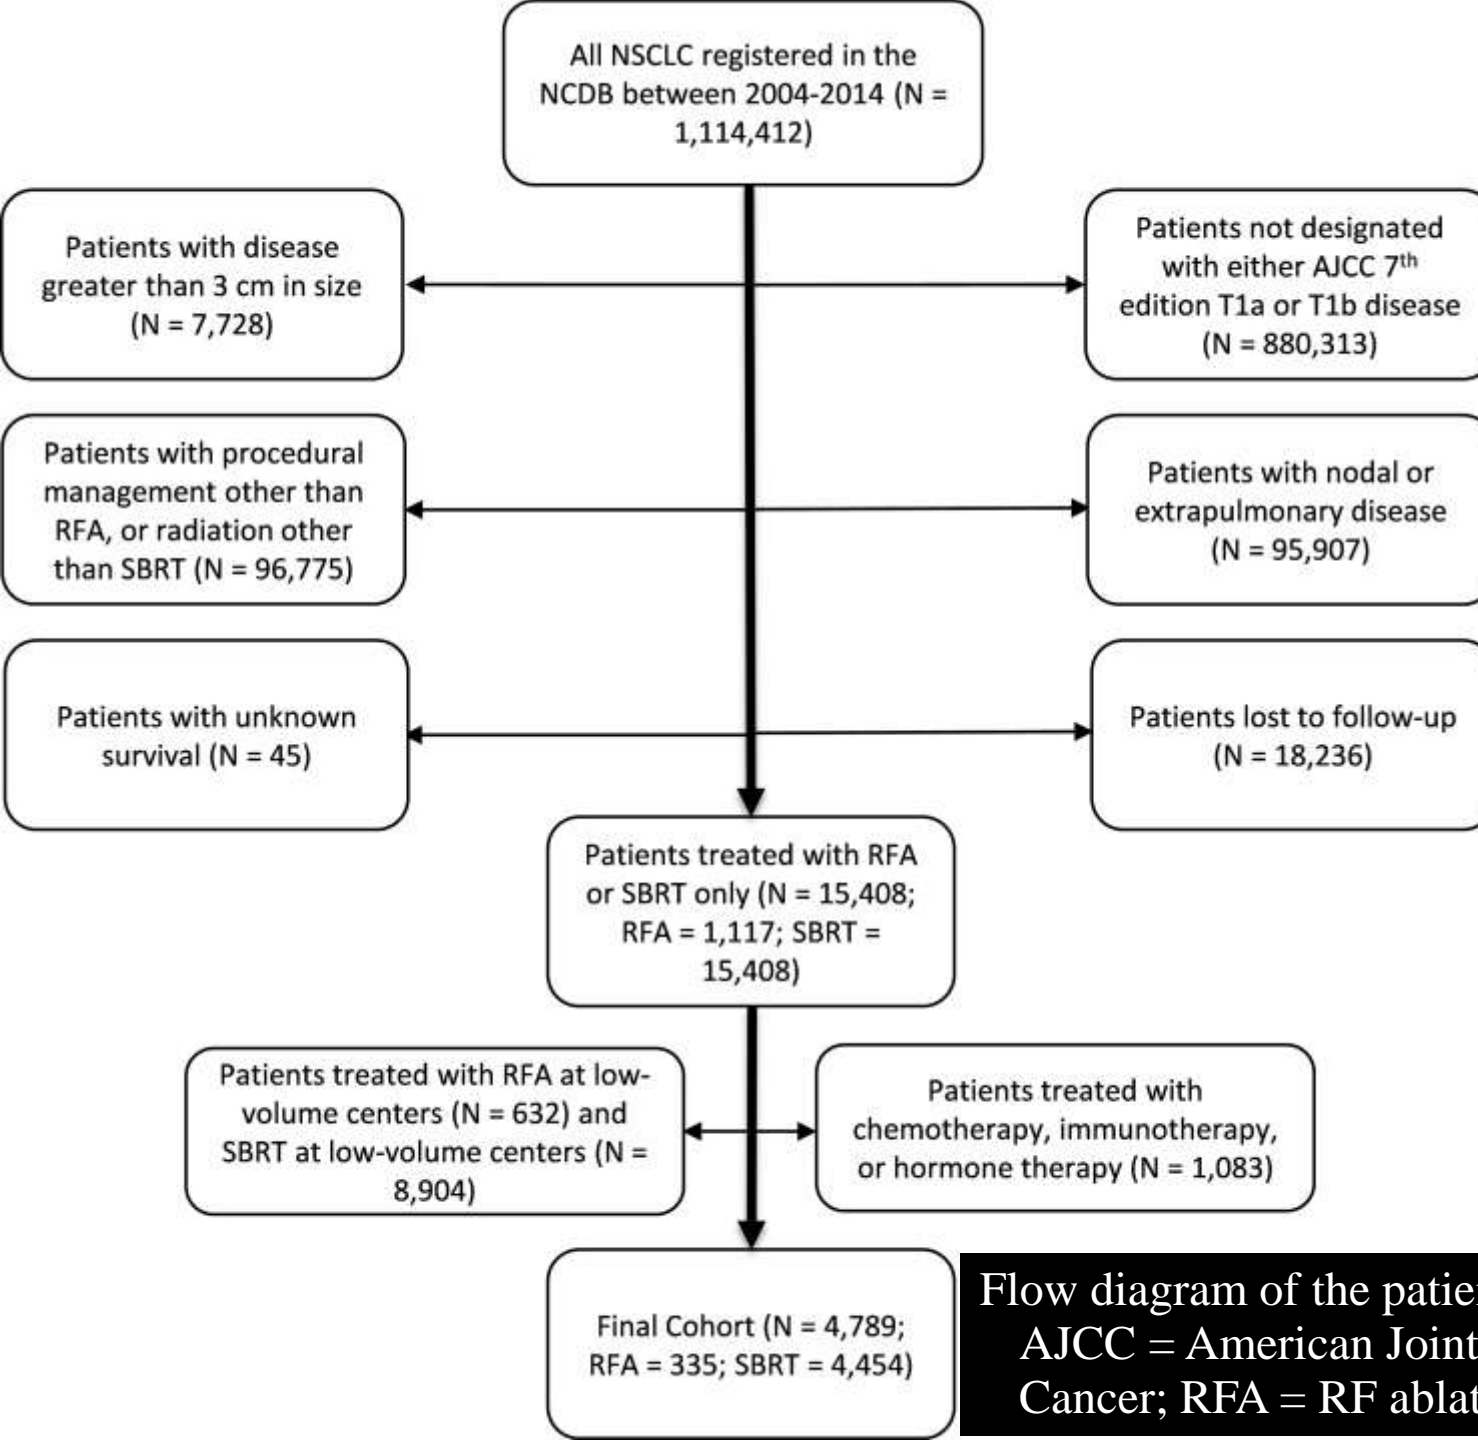 All NSCLC registered in the
NCDB between 2004-2014 (N =
1,114,412)
Patients with disease
greater than 3 cm in size
(N = 7,728)
Patients not designated
with either AJCC 7th
edition T1a or T1b disease
(N = 880,313)
Patients with procedural
management other than
RFA, or radiation other
than SBRT (N = 96,775)
Patients with nodal or
extrapulmonary disease
(N = 95,907)
Patients with unknown
survival (N = 45)
Patients lost to follow-up
(N = 18,236)
Patients treated with RFA
or SBRT only (N = 15,408;
RFA = 1,117; SBRT =
15,408)
Patients treated with RFA at low-
volume centers (N = 632) and
SBRT at low-volume centers (N =
8,904)
Patients treated with
chemotherapy, immunotherapy,
or hormone therapy (N = 1,083)
Final Cohort (N = 4,789;
RFA = 335; SBRT = 4,454)
Flow diagram of the
AJCC = American Joint
Cancer; RFA = RF